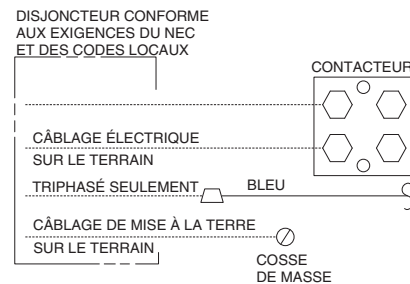 DISJONCTEUR CONFORME
AUX EXIGENCES DU NEC
ET DES CODES LOCAUX
CONTACTEUR
CÂBLAGE ÉLECTRIQUE
SUR LE TERRAIN
TRIPHASÉ SEULEMENT
BLEU
CÂBLAGE DE MISE À LA TERRE
SUR LE TERRAIN
COSSE
DE MASSE